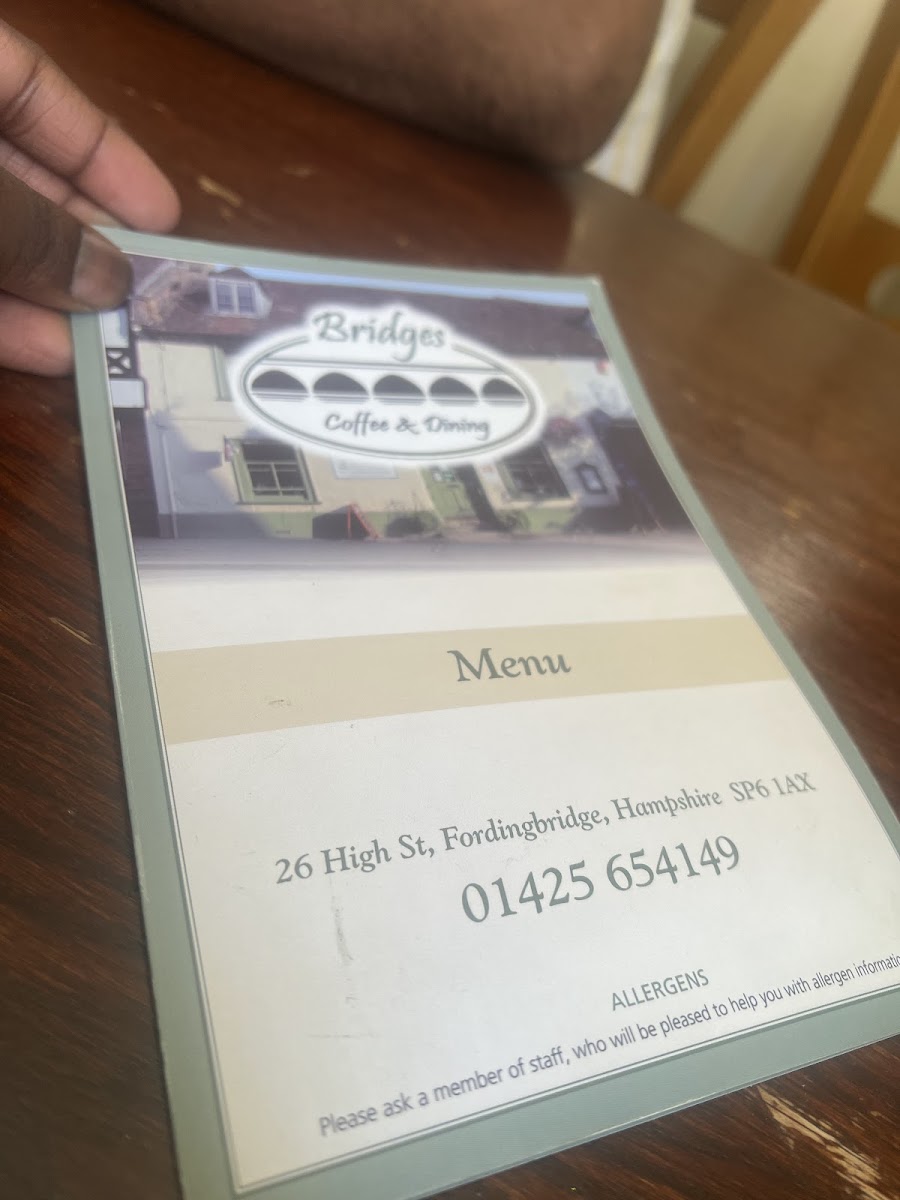 Bridges
Coffee & Dining
Menu
26 High St, Fordingbridge, Hampshire SP6 1AX
01425 654149
ALLERGENS
Please ask a member of staff, who will be pleased to help you with allergen informatio